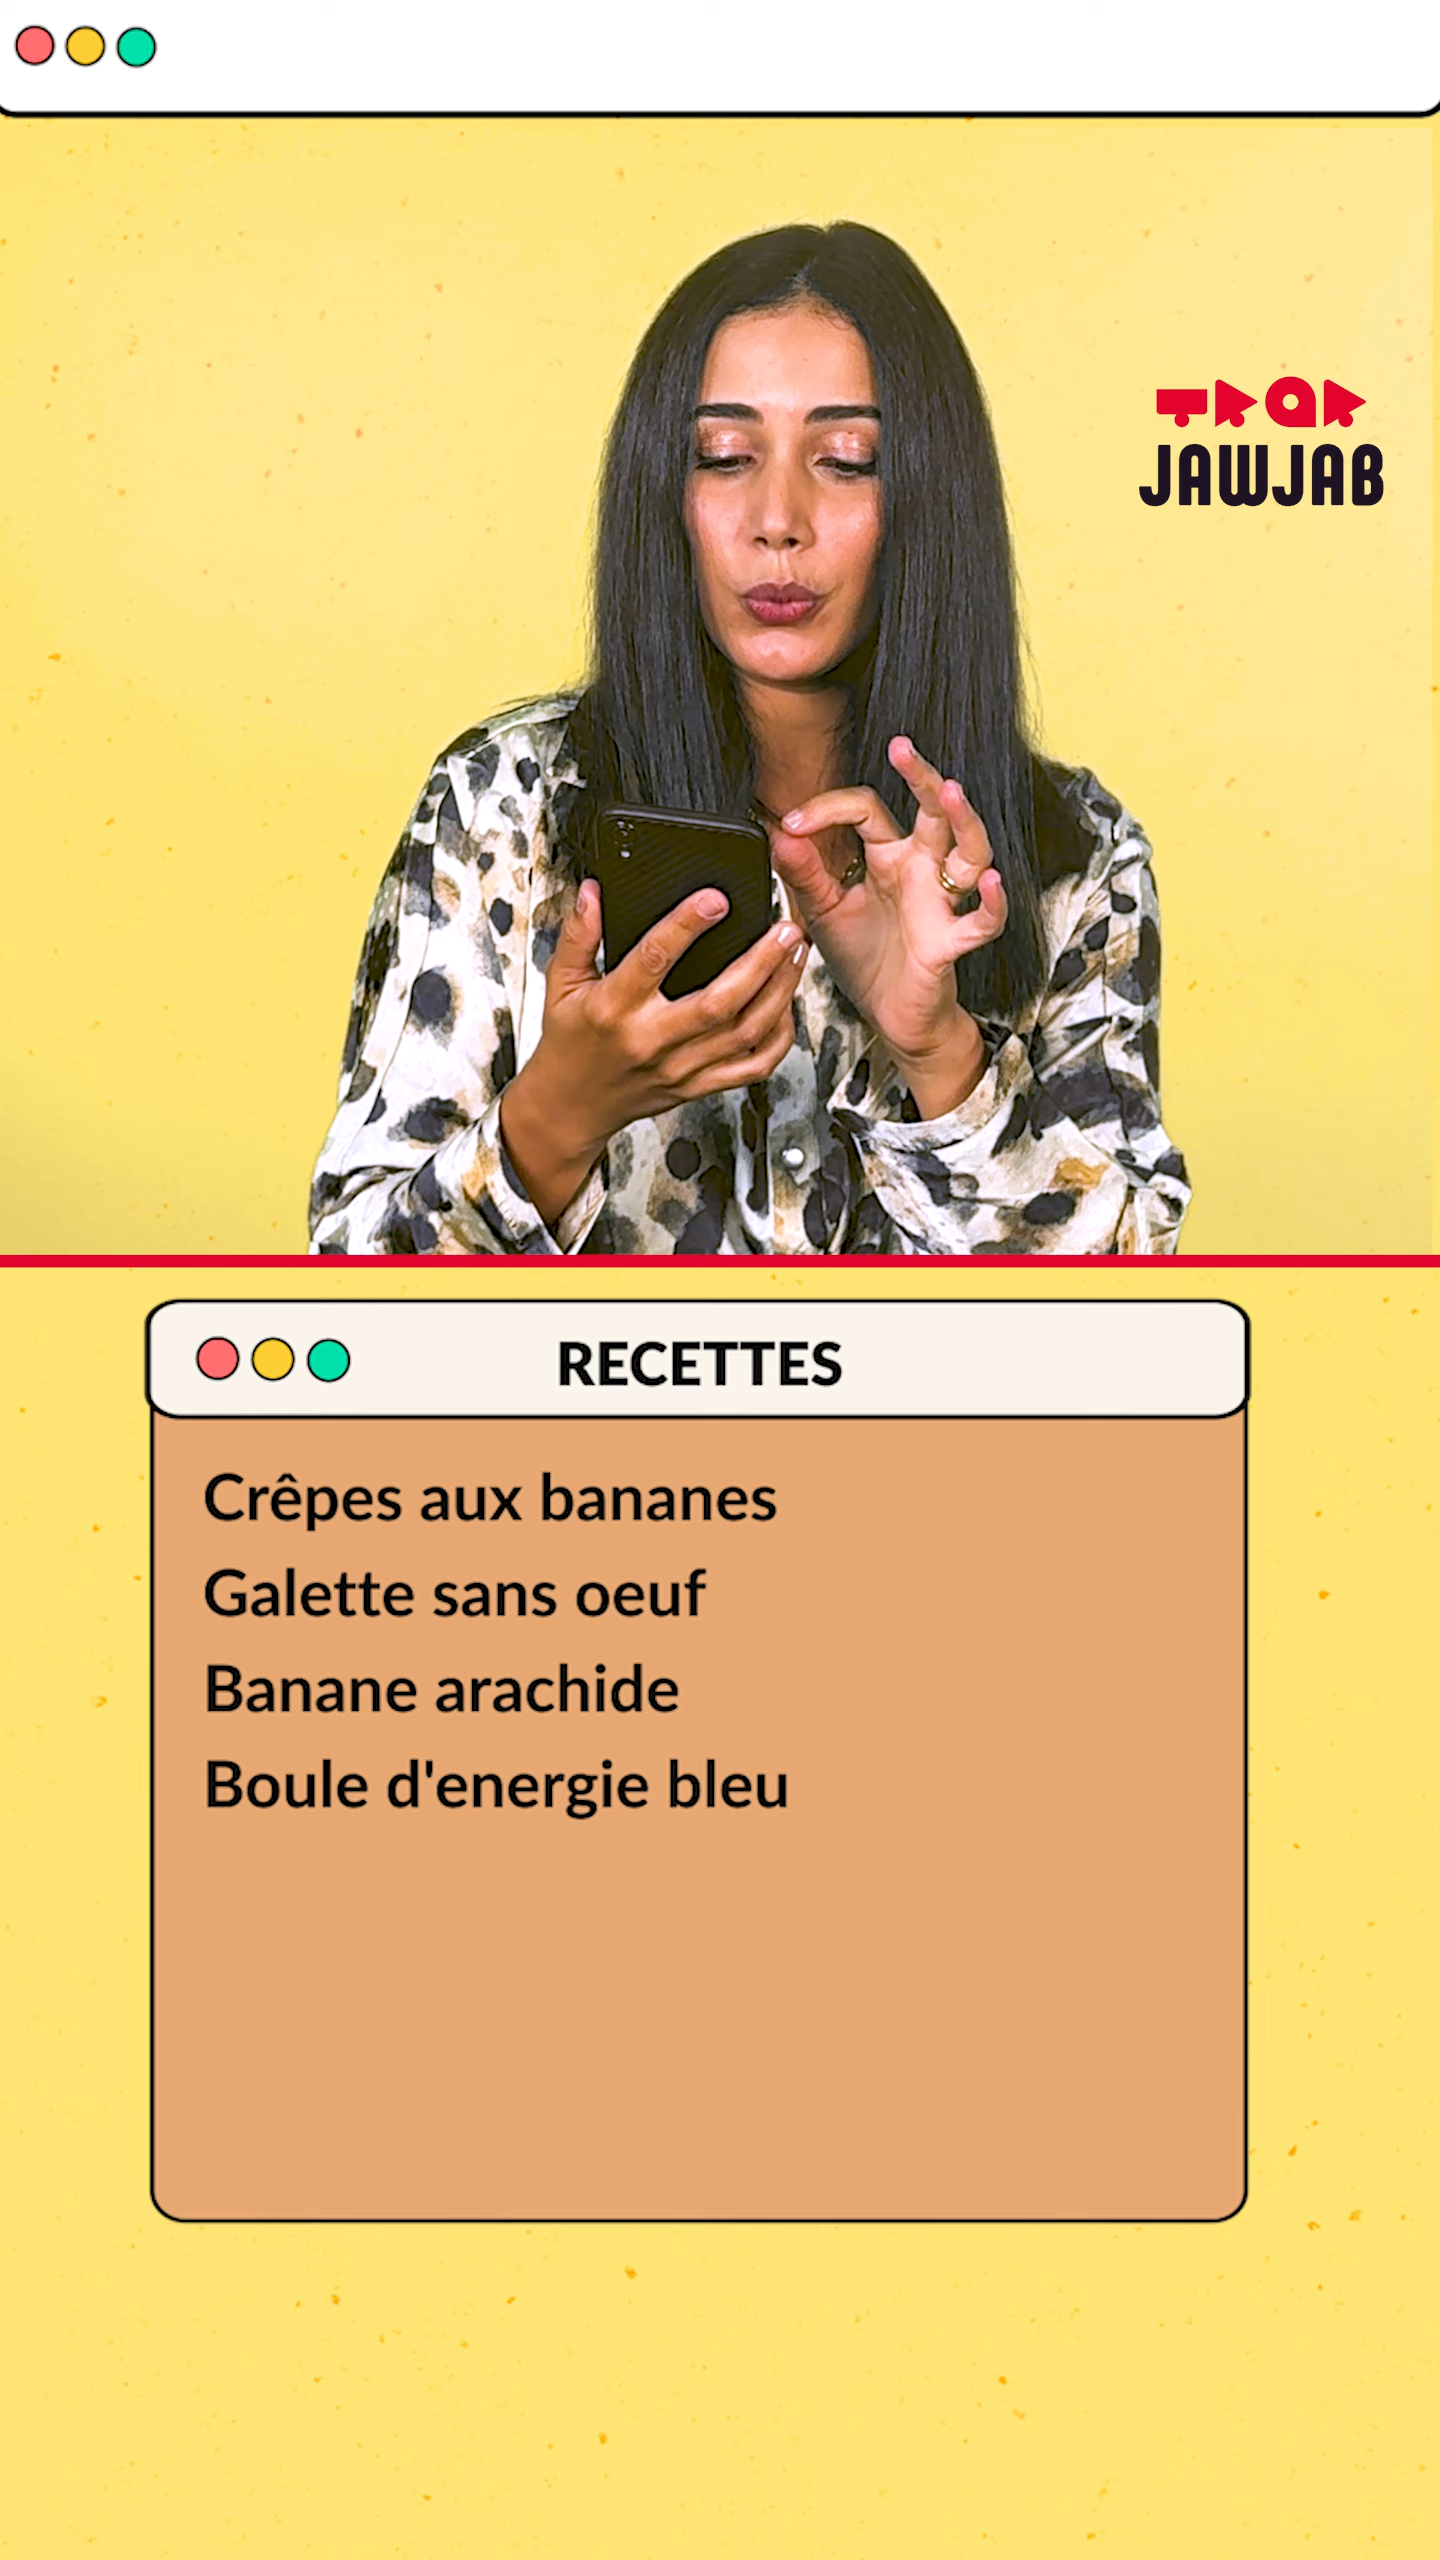 JAWJAB
RECETTES
Crêpes aux bananes
Galette sans oeuf
Banane arachide
Boule d'energie bleu